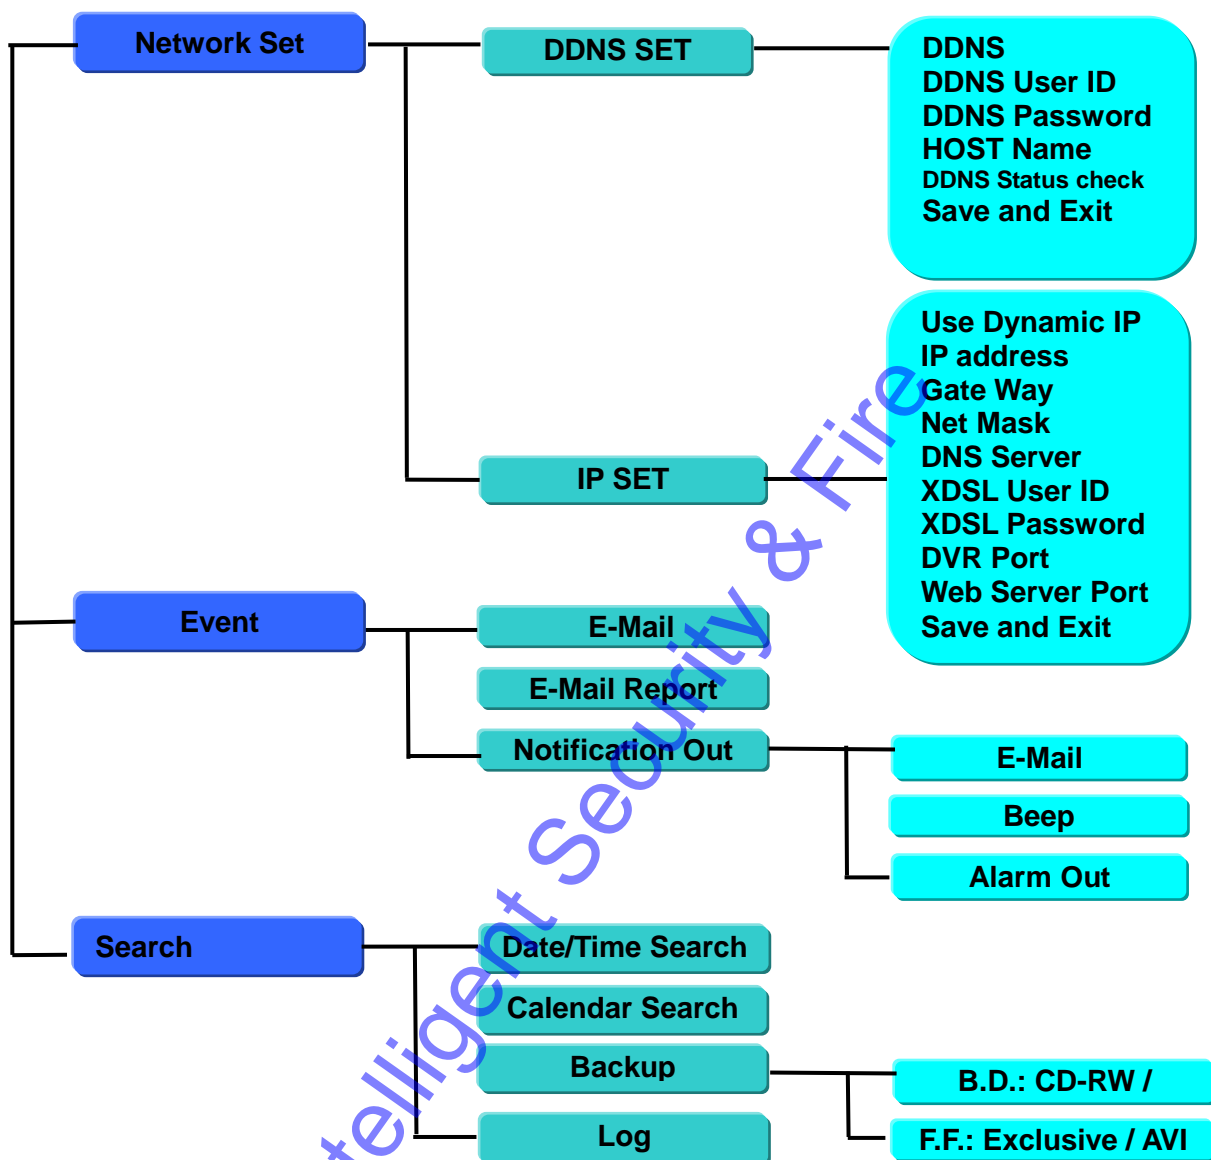 Network Set
DDNS SET
DDNS
DDNS User ID
DDNS Password
HOST Name
DDNS Status check
Save and Exit
IP SET
Use Dynamic IP
IP address
Gate Way
Net Mask
DNS Server
XDSL User ID
XDSL Password
DVR Port
Web Server Port
Save and Exit
Event
E-Mail
E-Mail Report
Notification Out
E-Mail
Beep
Alarm Out
Search
Date/Time Search
Calendar Search
Backup
B.D.: CD-RW /
F.F.: Exclusive / AVI
Log
telligent Security & Fire